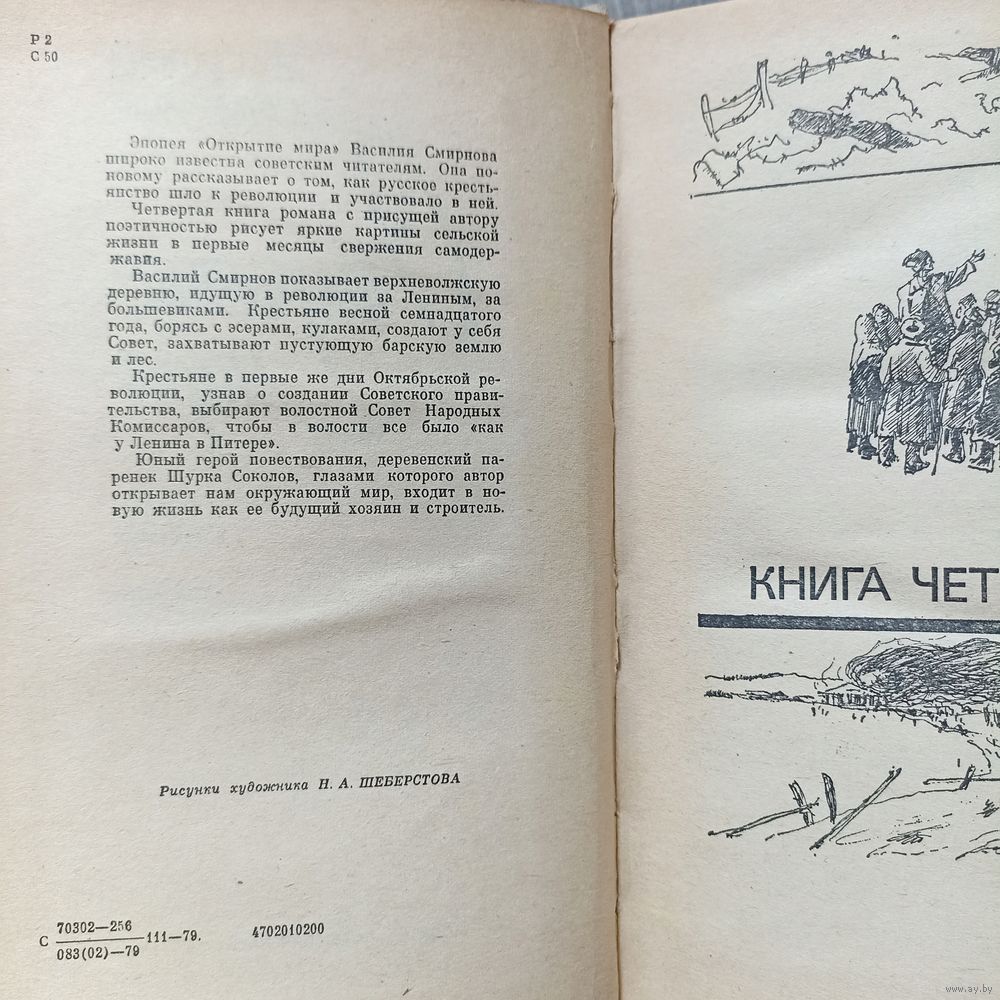 Р 2
С 50
Эпопея «Открытие мира» Василия Смирнова
широко известна советским читателям. Она по-
новому рассказывает о том, как русское кресть-
янство шло к революции и участвовало в ней.
Четвертая книга романа с присущей автору
поэтичностью рисует яркие картины сельской
жизни в первые месяцы свержения самодер-
жавия.
Василий Смирнов показывает верхневолжскую
деревню, идущую в революции за Лениным, за
большевиками. Крестьяне весной семнадцатого
года, борясь с эсерами, кулаками, создают у себя
Совет, захватывают пустующую барскую землю
и лес.
Крестьяне в первые же дни Октябрьской ре-
волюции, узнав о создании Советского прави-
тельства, выбирают волостной Совет Народных
Комиссаров, чтобы в волости все было «как
у Ленина в Питере».
Юный герой повествования, деревенский па-
ренек Шурка Соколов, глазами которого автор
открывает нам окружающий мир, входит в но-
вую жизнь как ее будущий хозяин и строитель.
Рисунки художника Н. А. ШЕБЕРСТОВА
С 70302—256
083(02)—79 111—79. 4702010200
КНИГА ЧЕТ
www.ay.by